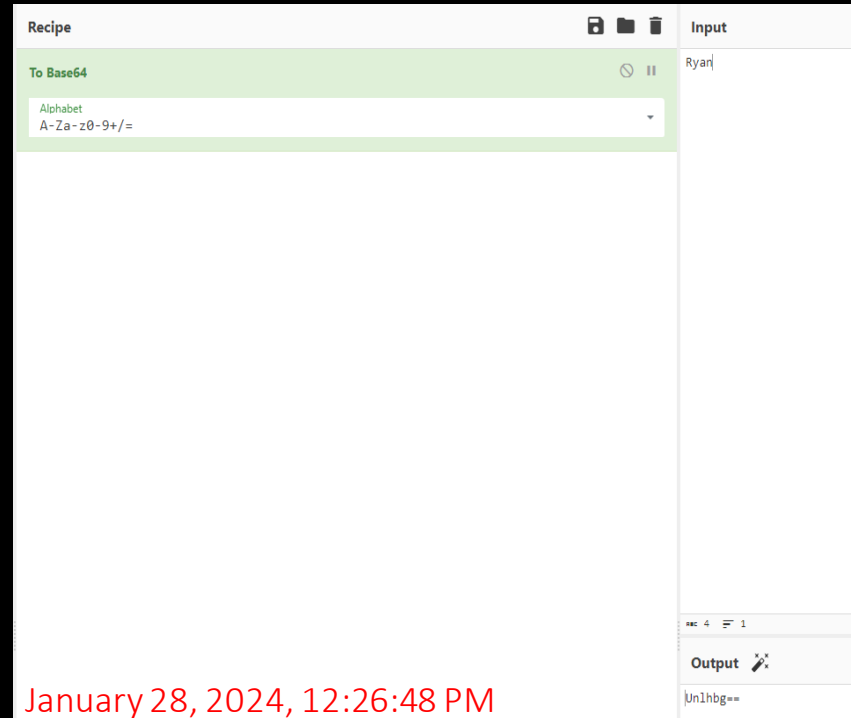 Recipe
To Base64
Alphabet
A-Za-z0-9+/=
January 28, 2024, 12:26:48 PM
Input
Ryan
ABC 4 1
Output
Unlhbg==